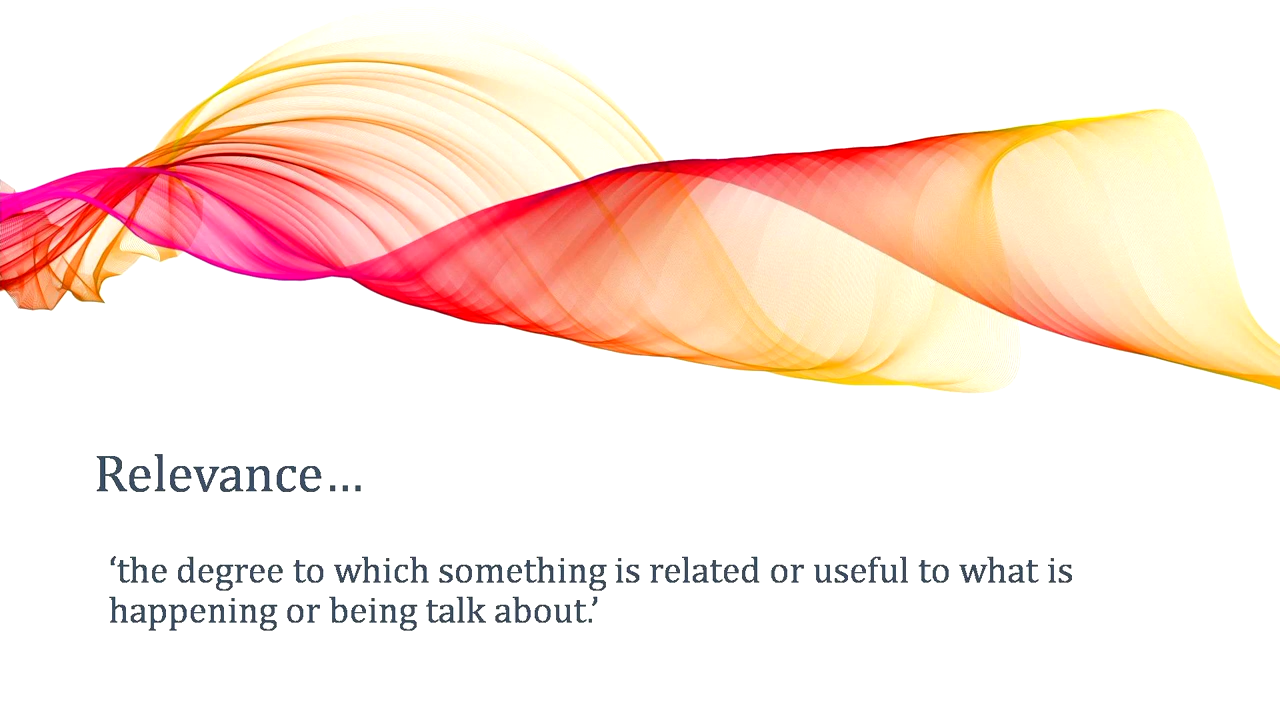 Relevance…
‘the degree to which something is related or useful to what is
happening or being talk about.’